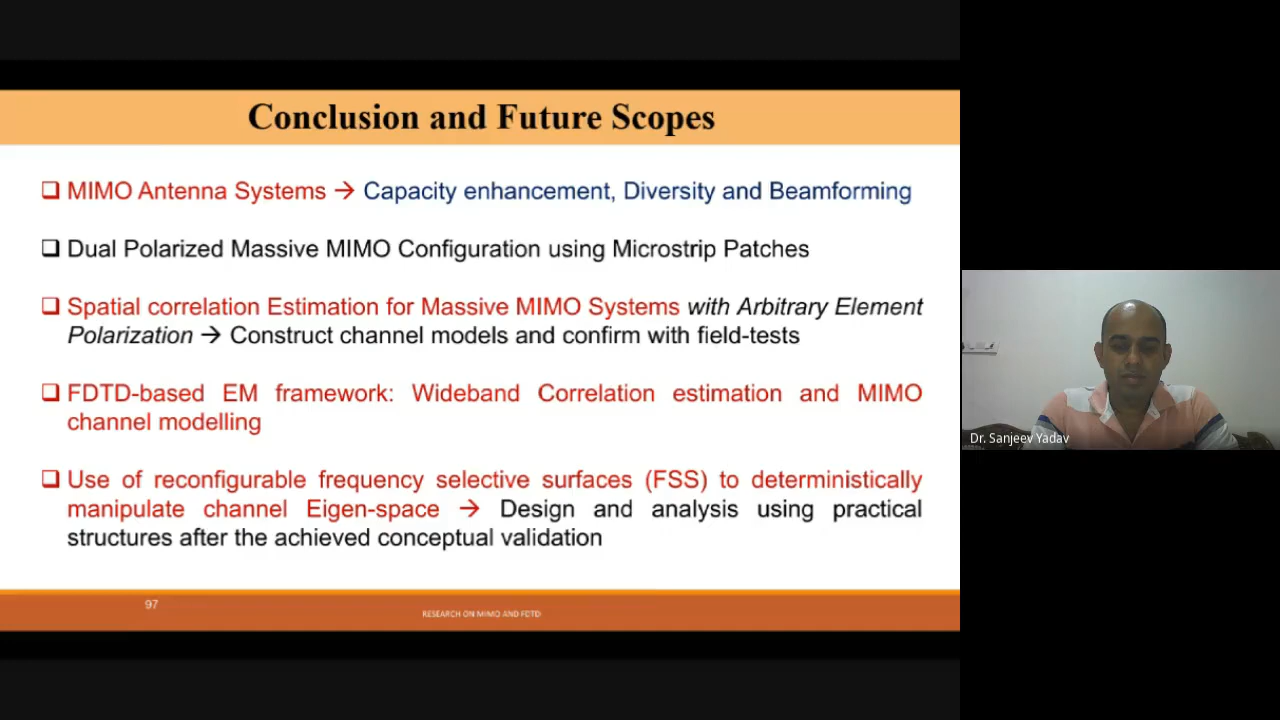 Conclusion and Future Scopes
❑ MIMO Antenna Systems → Capacity enhancement, Diversity and Beamforming
❑ Dual Polarized Massive MIMO Configuration using Microstrip Patches
❑ Spatial correlation Estimation for Massive MIMO Systems with Arbitrary Element
Polarization → Construct channel models and confirm with field-tests
❑ FDTD-based EM framework: Wideband Correlation estimation and MIMO
channel modelling
❑ Use of reconfigurable frequency selective surfaces (FSS) to deterministically
manipulate channel Eigen-space → Design and analysis using practical
structures after the achieved conceptual validation
97
RESEARCH ON MIMO AND FDTD
Dr. Sanjeev Yadav